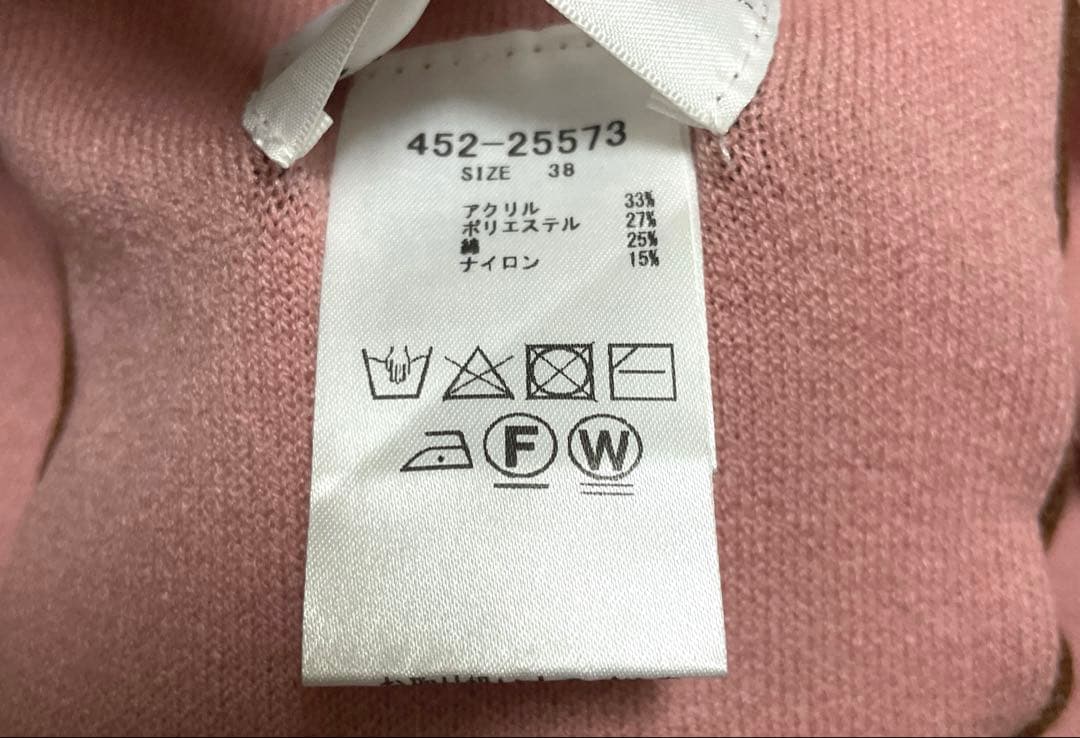 452-25573
SIZE 38
アクリル 33%
ポリエステル 27%
綿 25%
ナイロン 15%
F W